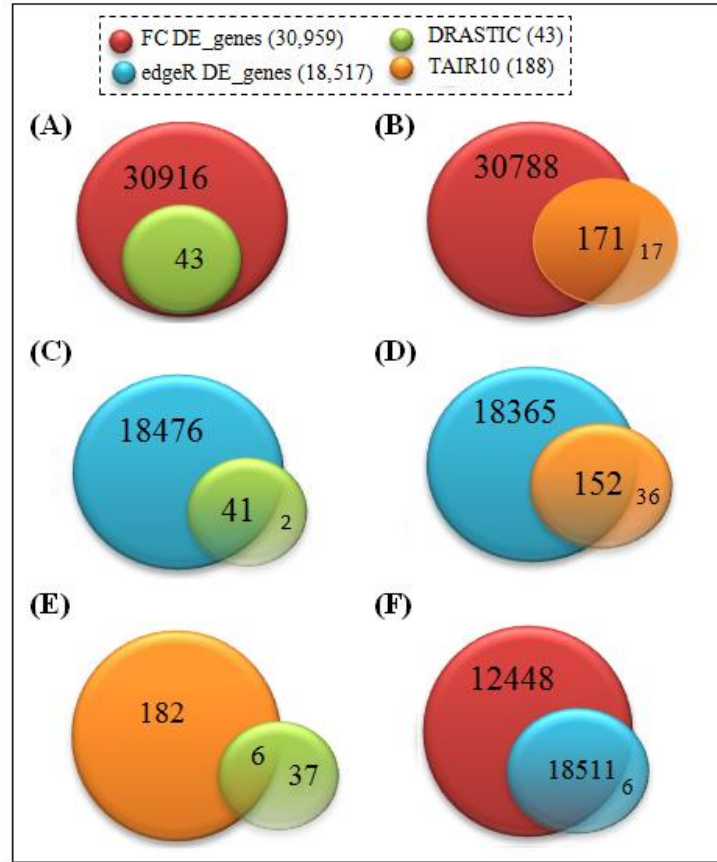 FC DE_genes (30,959)
DRASTIC (43)
edgeR DE_genes (18,517)
TAIR10 (188)
(A)
30916
43
(B)
30788
171
17
(C)
18476
41
2
(D)
18365
152
36
(E)
182
6
37
(F)
12448
18511
6